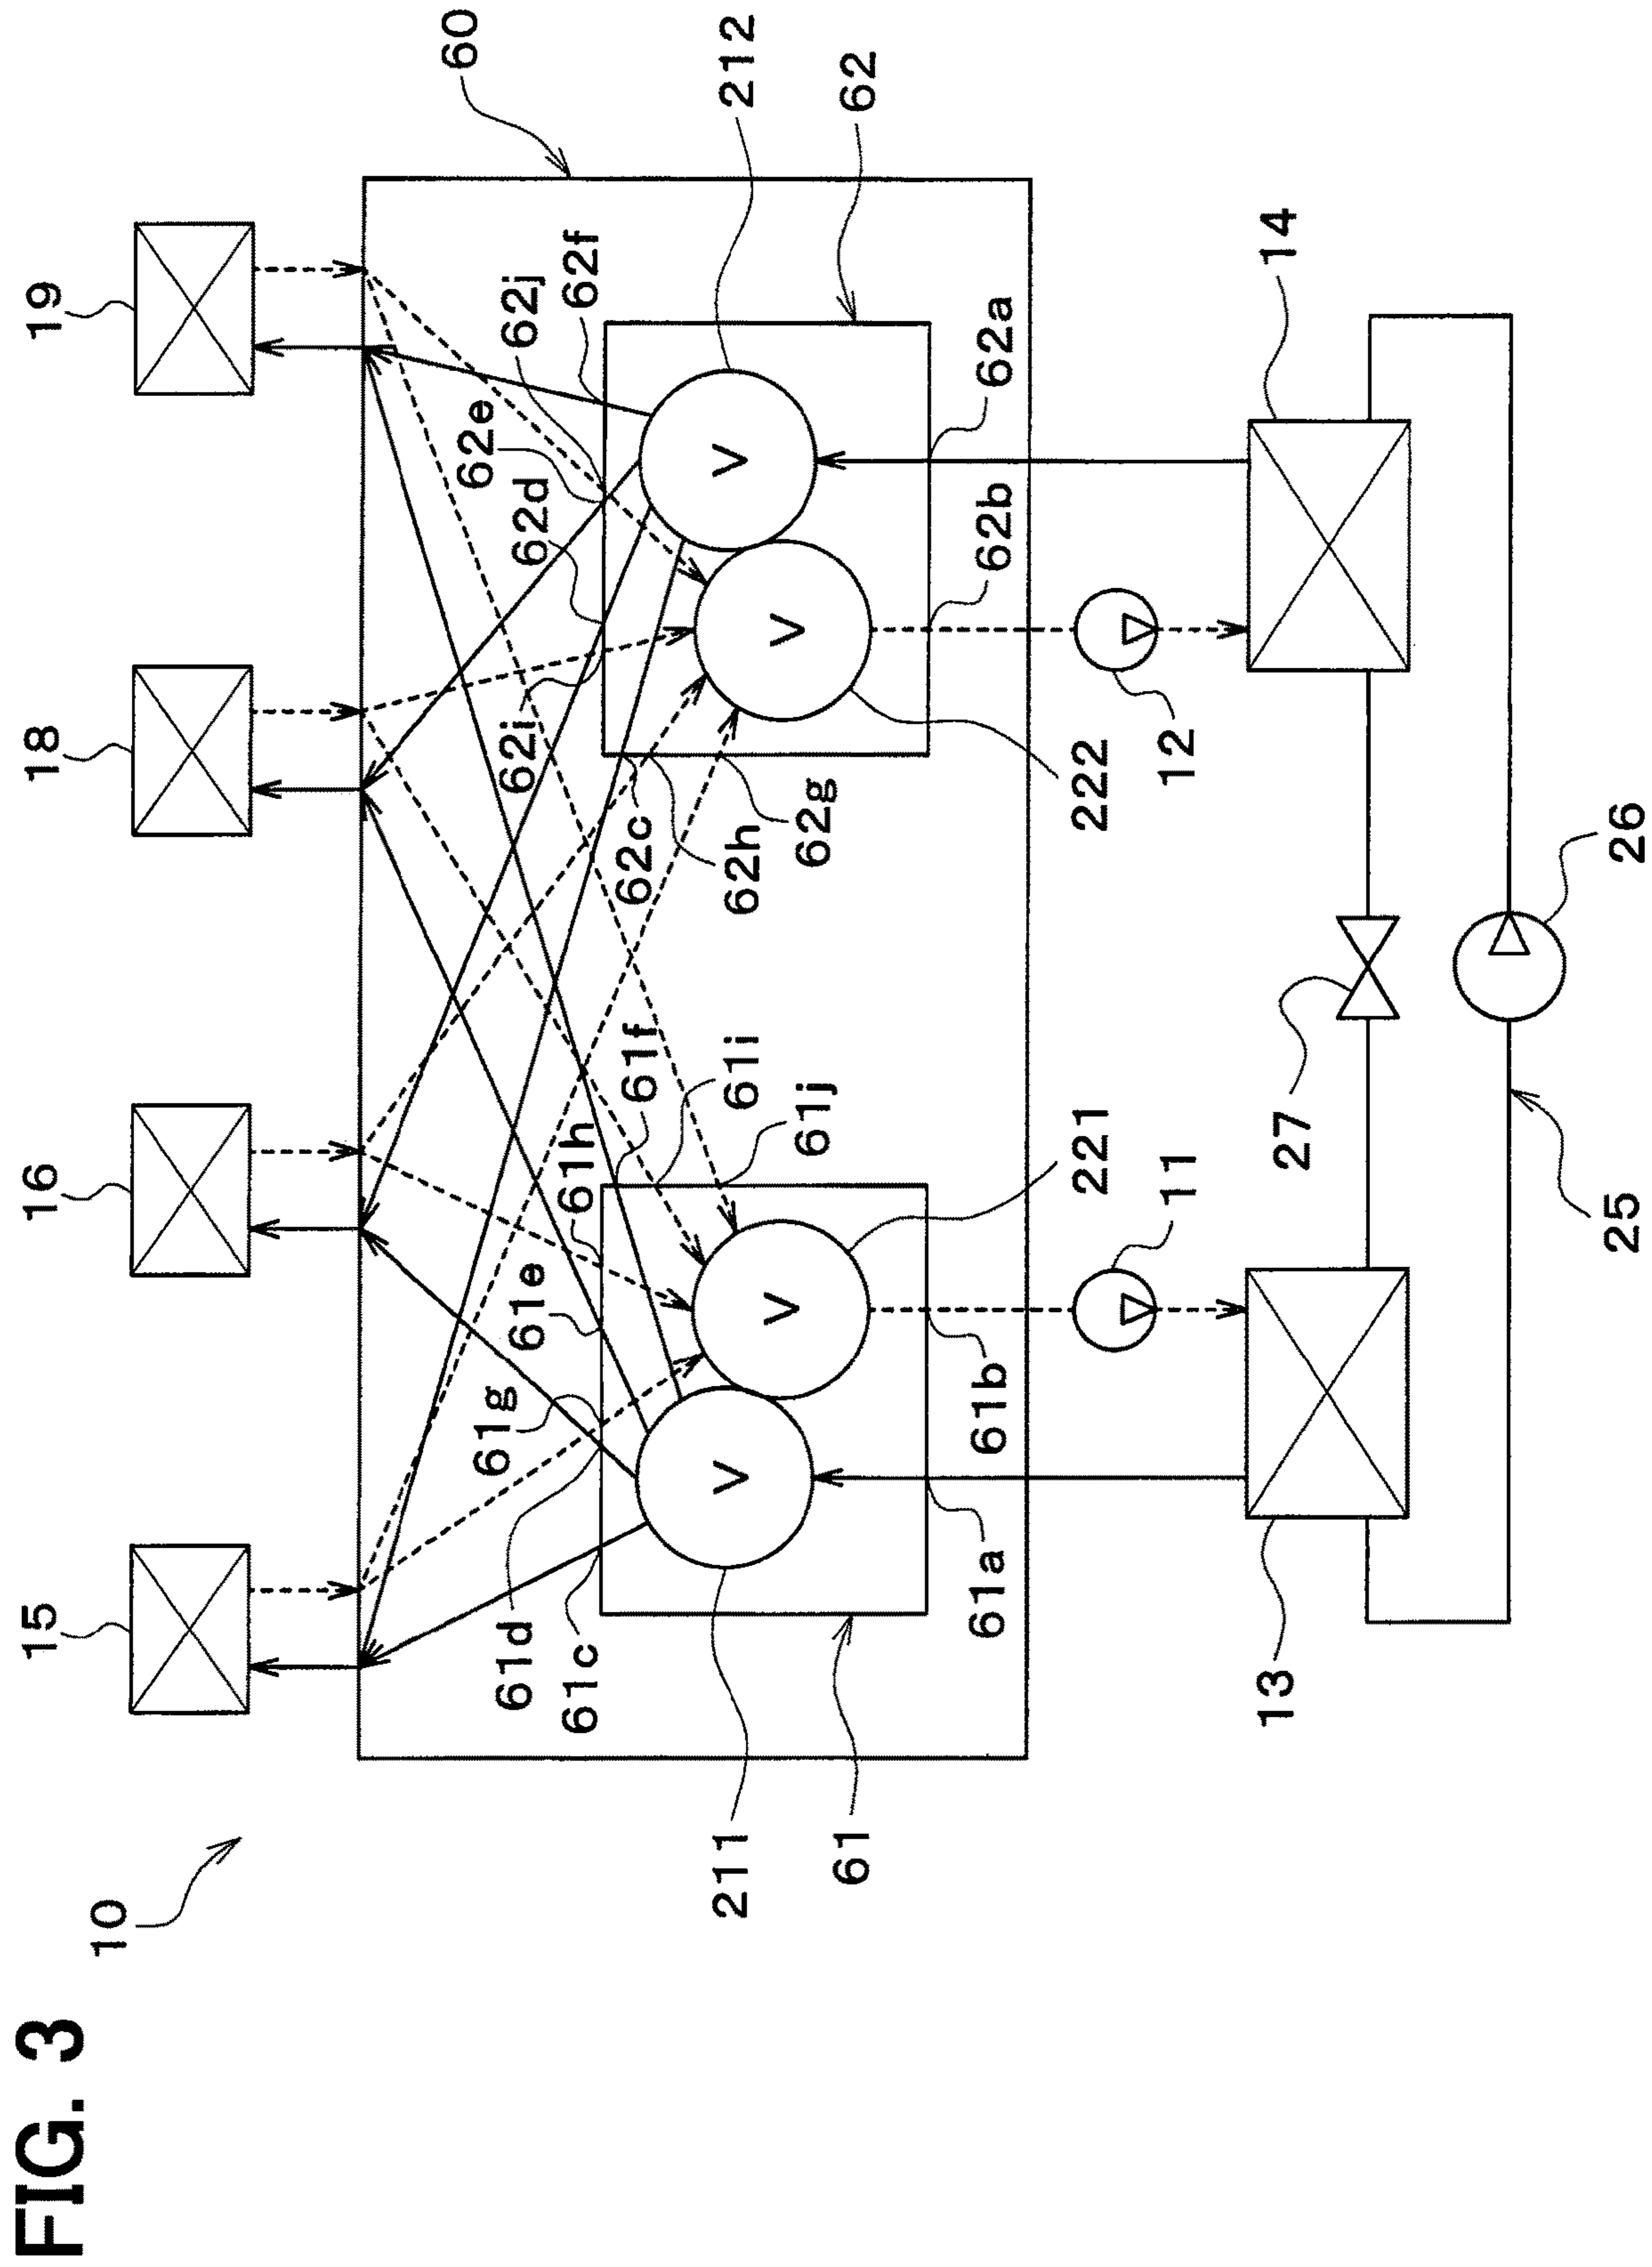 FIG. 3
10
15
16
18
19
60
61g
61d
61c
61e
61h
61f
61i
61j
62i
62d
62e
62j
62f
62c
62h
62g
211
61
212
62
V
V
V
V
61a
61b
221
62b
62a
222
11
12
13
14
27
26
25